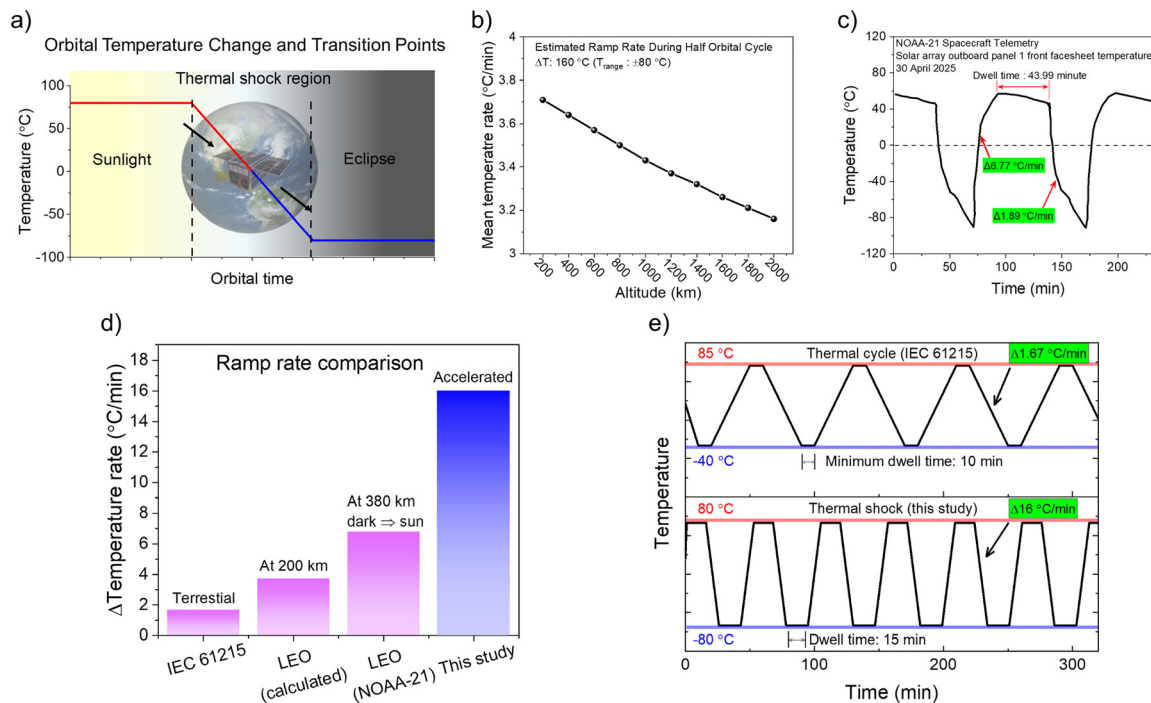 a)
Orbital Temperature Change and Transition Points
Thermal shock region
100
50
0
-50
-100
Temperature (°C)
Sunlight
Eclipse
Orbital time
b)
Estimated Ramp Rate During Half Orbital Cycle
ΔT: 160 °C (Trange : ±80 °C)
4
3.8
3.6
3.4
3.2
3
Mean temperatre rate (°C/min)
200
400
600
800
1000
1200
1400
1600
1800
2000
Altitude (km)
c)
NOAA-21 Spacecraft Telemetry
Solar array outboard panel 1 front facesheet temperature
30 April 2025
Dwell time : 43.99 minute
120
80
40
0
-40
-80
-120
Temperature (°C)
Δ6.77 °C/min
Δ1.89 °C/min
0
50
100
150
200
Time (min)
d)
Ramp rate comparison
18
16
14
12
10
8
6
4
2
0
ΔTemperature rate (°C/min)
Terrestial
At 200 km
At 380 km
dark ⇒ sun
Accelerated
IEC 61215
LEO
(calculated)
LEO
(NOAA-21)
This study
e)
85 °C
Thermal cycle (IEC 61215)
Δ1.67 °C/min
-40 °C
Minimum dwell time: 10 min
80 °C
Thermal shock (this study)
Δ16 °C/min
-80 °C
Dwell time: 15 min
Temperature
0
100
200
300
Time (min)